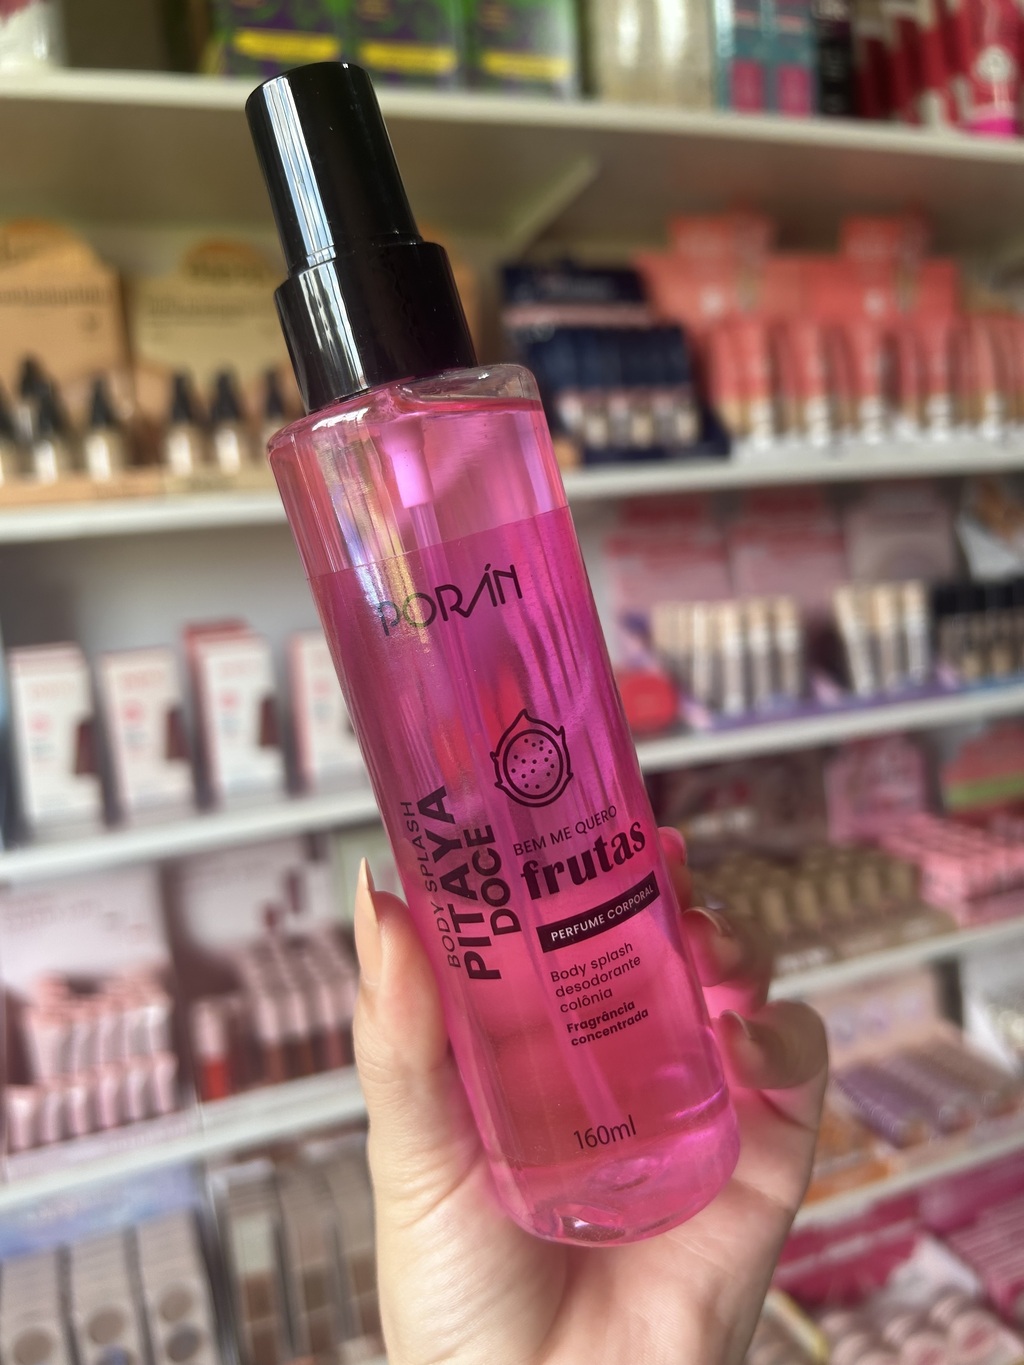 PORÁN
BODY SPLASH
PITAYA
DOCE
BEM ME QUERO
frutas
PERFUME CORPORAL
Body splash
desodorante
colônia
Fragrância
concentrada
160ml